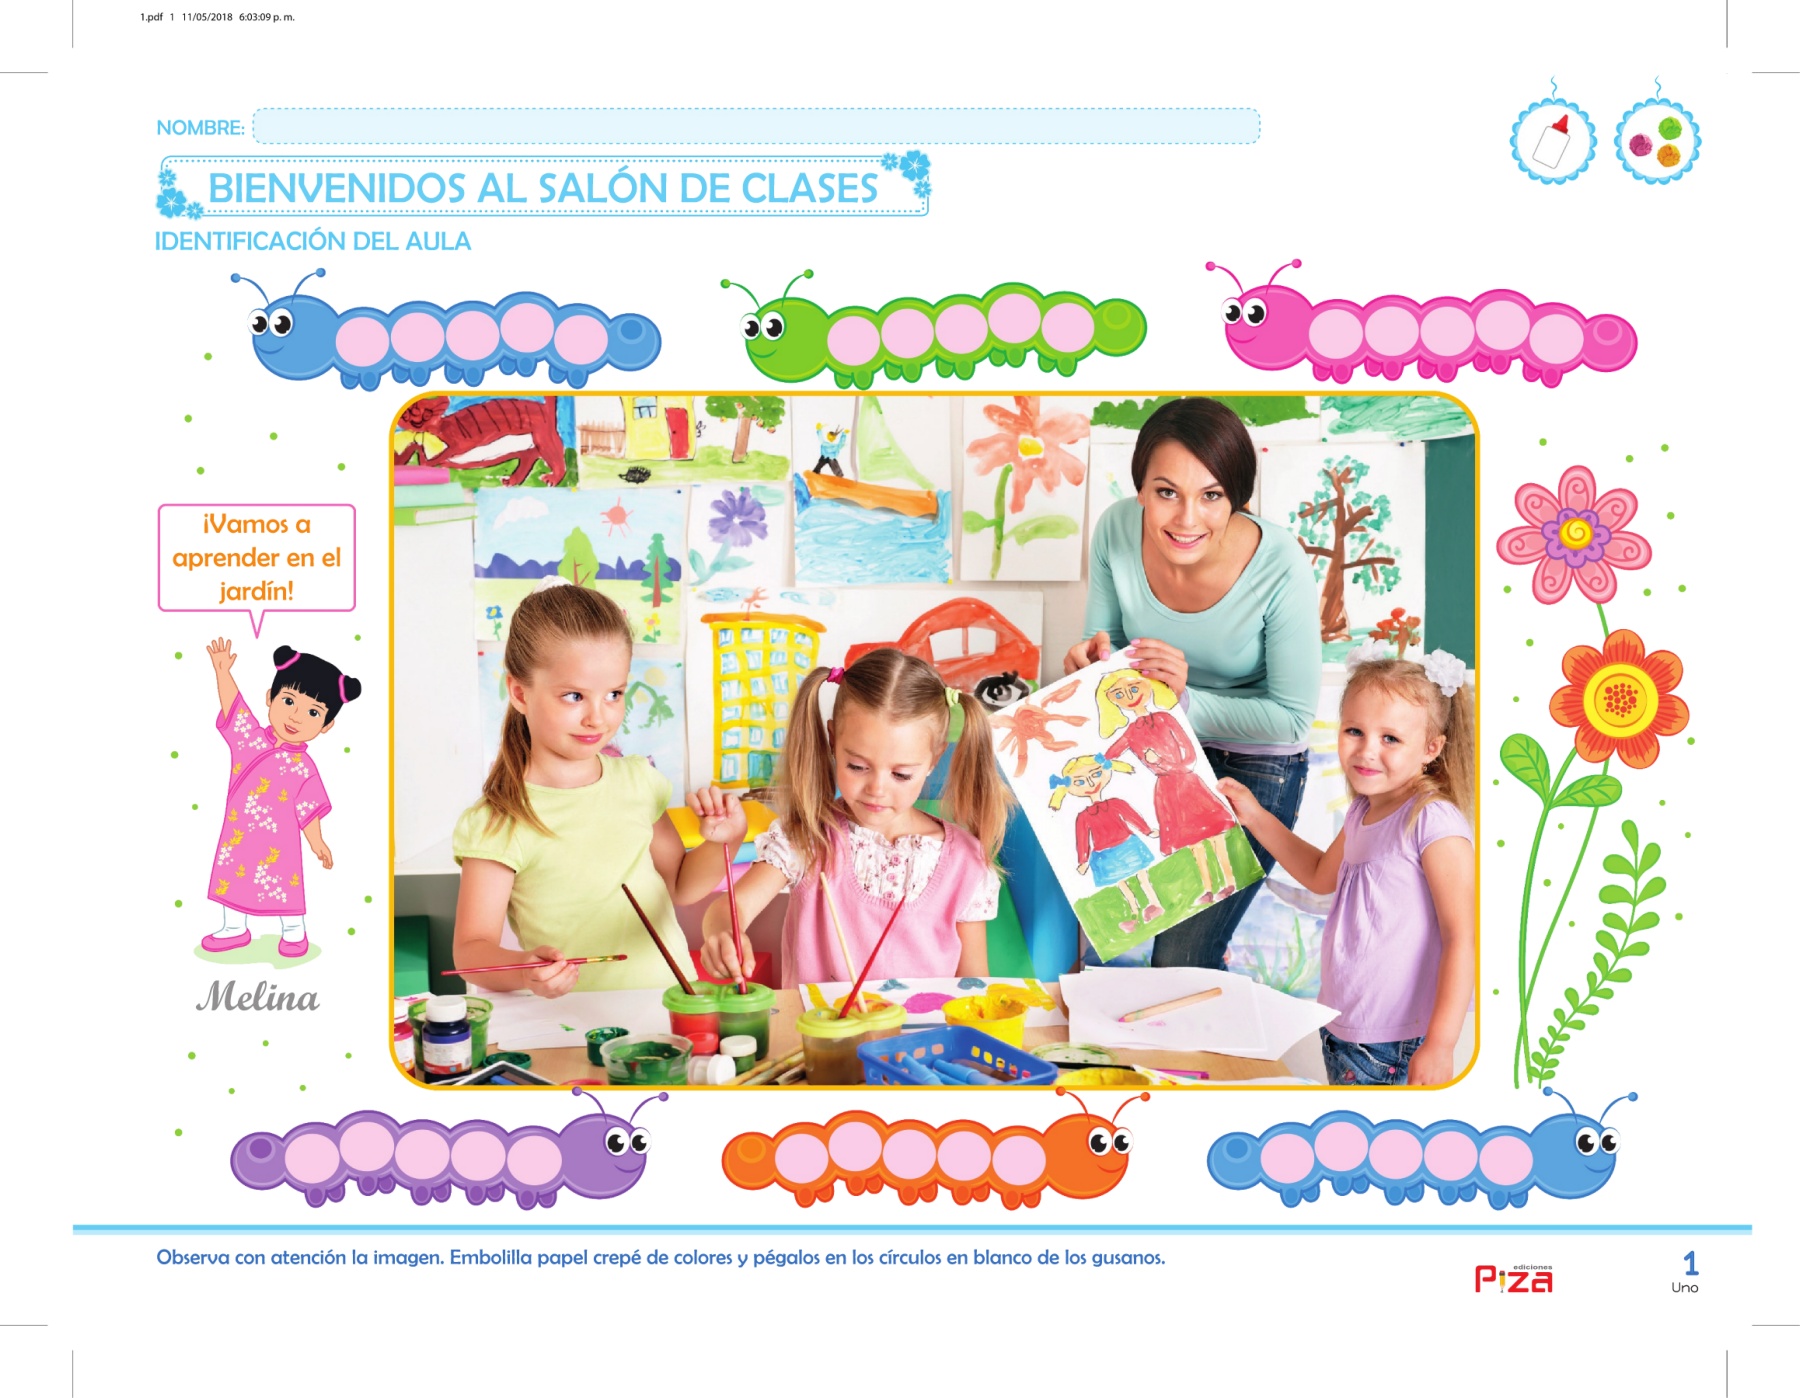 1.pdf 1 11/05/2018 6:03:09 p. m.
NOMBRE:
BIENVENIDOS AL SALÓN DE CLASES
IDENTIFICACIÓN DEL AULA
¡Vamos a
aprender en el
jardín!
Melina
Observa con atención la imagen. Embolilla papel crepé de colores y pégalos en los círculos en blanco de los gusanos.
ediciones
Piza
1
Uno